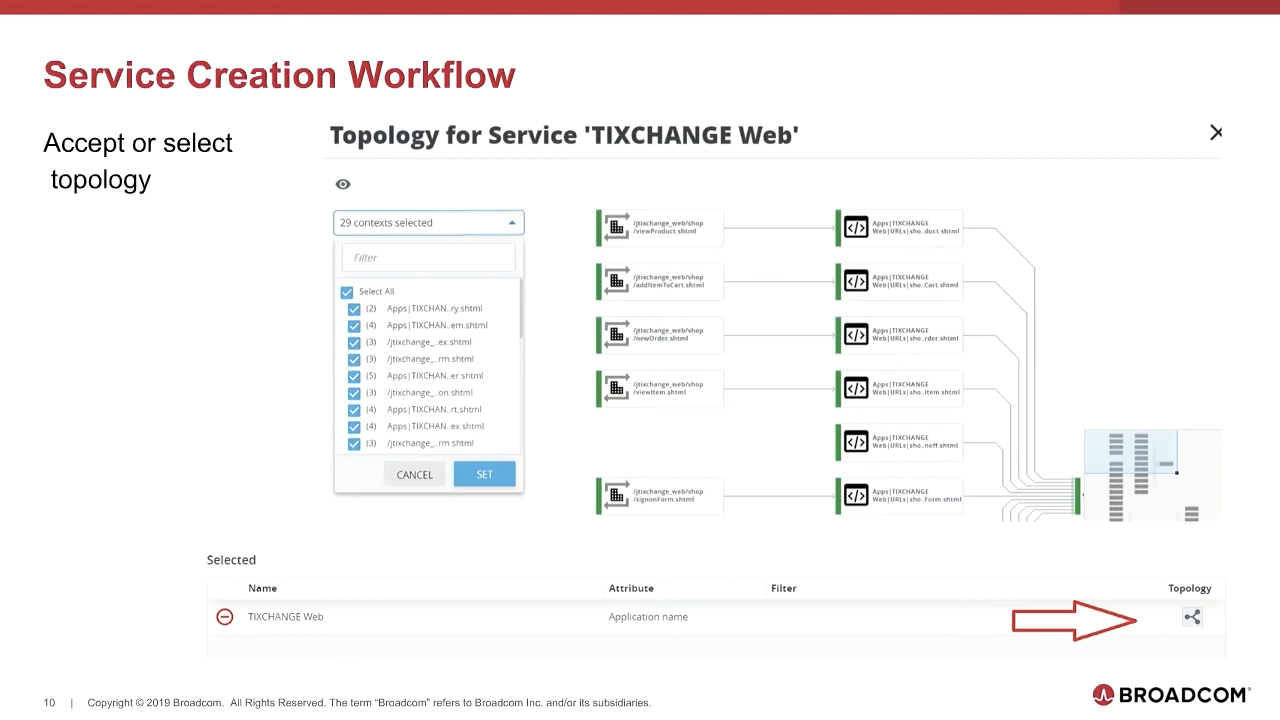 Service Creation Workflow
Accept or select
topology
Topology for Service 'TIXCHANGE Web'
29 contexts selected
Filter
Select All
(2) Apps|TIXCHAN..ry.shtml
(4) Apps|TIXCHAN..em.shtml
(3) /jtixchange_..ex.shtml
(3) /jtixchange_..rm shtml
(5) Apps|TIXCHAN..er.shtml
(3) /jtixchange_..on.shtml
(4) Apps|TIXCHAN..rt.shtml
(4) Apps|TIXCHAN..ex shtml
(3) /jtixchange_..rm.shtml
CANCEL SET
/jtixchange_web/shop
/viewProduct.shtml
Apps|TIXCHANGE
Web|URLs|sho..duct.shtml
/jtixchange_web/shop
/addItemToCart.shtml
Apps|TIXCHANGE
Web|URLs|sho..Cart.shtml
/jtixchange_web/shop
/newOrder.shtml
Apps|TIXCHANGE
Web|URLs|sho..rder.shtml
/jtixchange_web/shop
/viewItem.shtml
Apps|TIXCHANGE
Web|URLs|sho..Item.shtml
Apps|TIXCHANGE
Web|URLs|sho..noff.shtml
/jtixchange_web/shop
/signonForm.shtml
Apps|TIXCHANGE
Web|URLs|sho..Form.shtml
Selected
Name Attribute Filter Topology
TIXCHANGE Web Application name
10 | Copyright © 2019 Broadcom. All Rights Reserved. The term “Broadcom” refers to Broadcom Inc. and/or its subsidiaries.
BROADCOM®